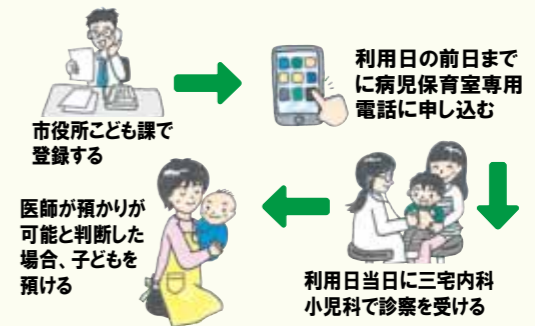 市役所こども課で
登録する
利用日の前日まで
に病児保育室専用
電話に申し込む
利用日当日に三宅内科
小児科で診察を受ける
医師が預かりが
可能と判断した
場合、子どもを
預ける